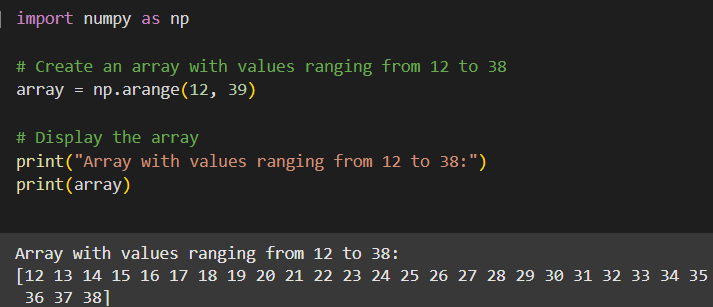 import numpy as np
# Create an array with values ranging from 12 to 38
array = np.arange(12, 39)
# Display the array
print("Array with values ranging from 12 to 38:")
print(array)
Array with values ranging from 12 to 38:
[12 13 14 15 16 17 18 19 20 21 22 23 24 25 26 27 28 29 30 31 32 33 34 35
36 37 38]